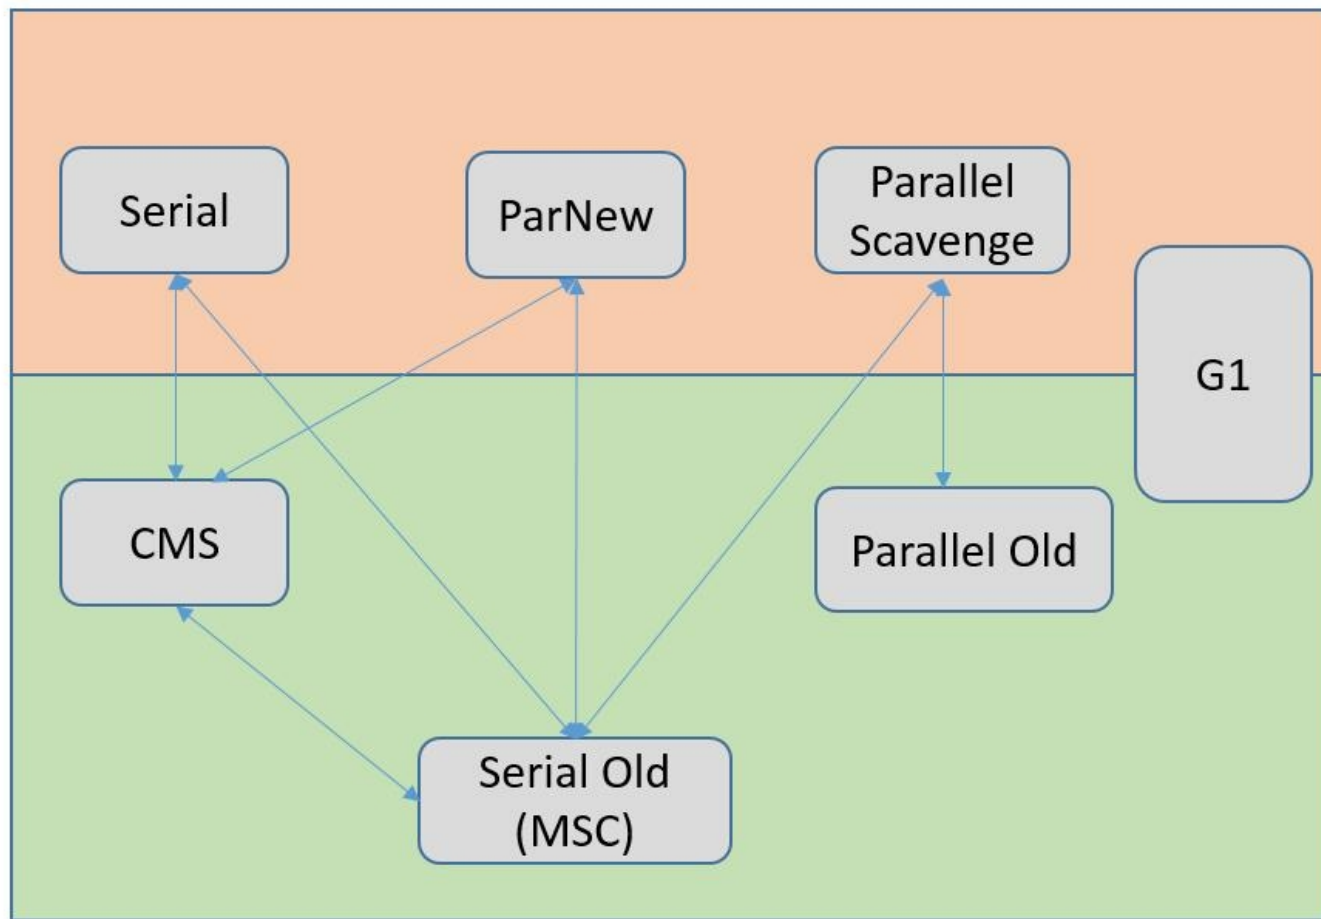 Serial
ParNew
Parallel
Scavenge
G1
CMS
Parallel Old
Serial Old
(MSC)